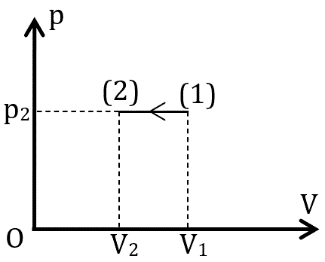 p
(2) (1)
p₂
V
O V₂ V₁